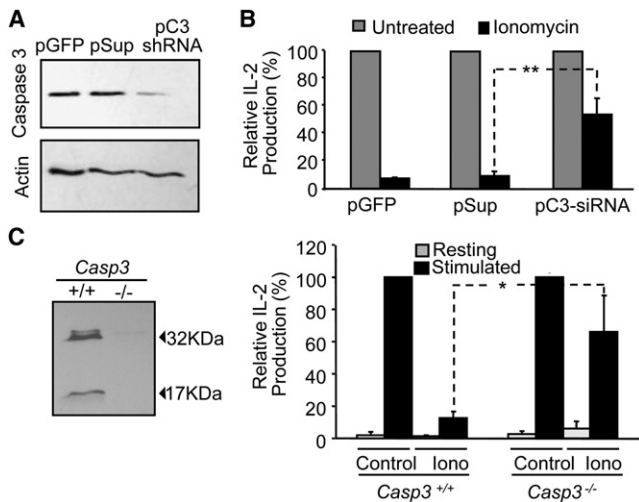 A
pGFP pSup pC3 shRNA
Caspase 3
Actin
B
Untreated Ionomycin
Relative IL-2 Production (%)
100
80
60
40
20
0
**
pGFP pSup pC3-siRNA
C
Casp3
+/+ -/-
32KDa
17KDa
Resting
Stimulated
Relative IL-2 Production (%)
120
100
80
60
40
20
0
*
Control Iono Control Iono
Casp3 +/+ Casp3 -/-